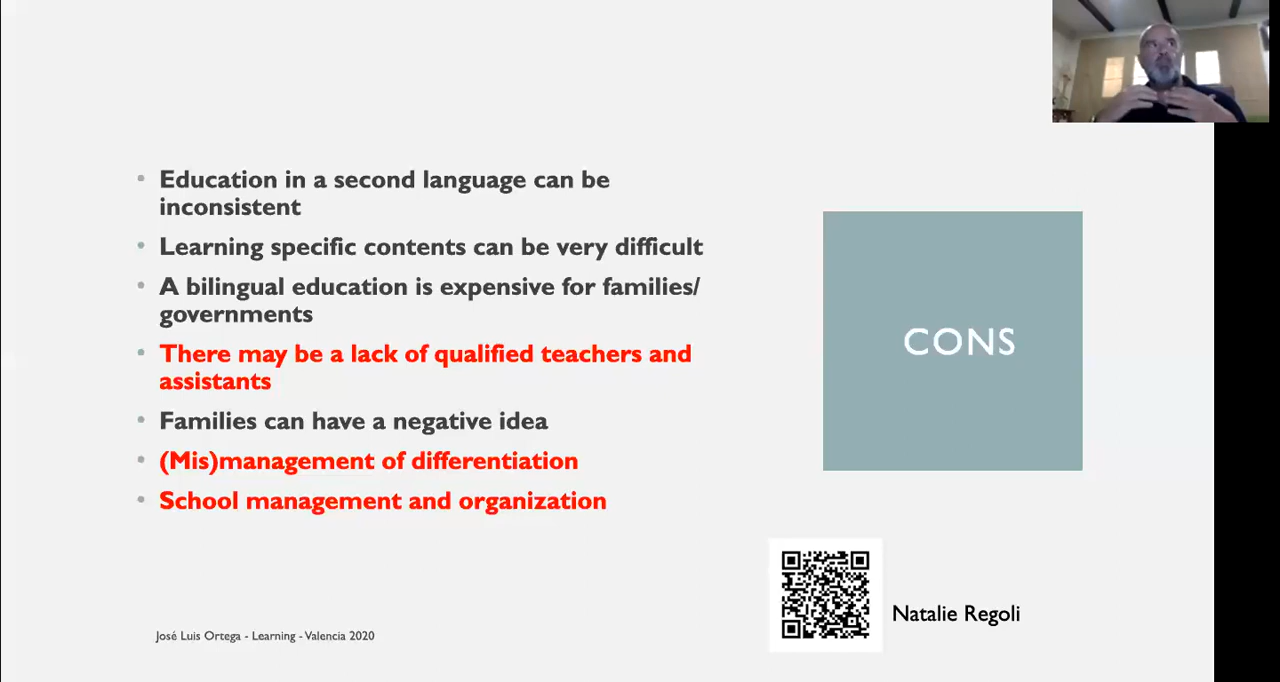 Education in a second language can be
inconsistent
Learning specific contents can be very difficult
A bilingual education is expensive for families/
governments
There may be a lack of qualified teachers and
assistants
Families can have a negative idea
(Mis)management of differentiation
School management and organization
CONS
Natalie Regoli
José Luis Ortega - Learning - Valencia 2020